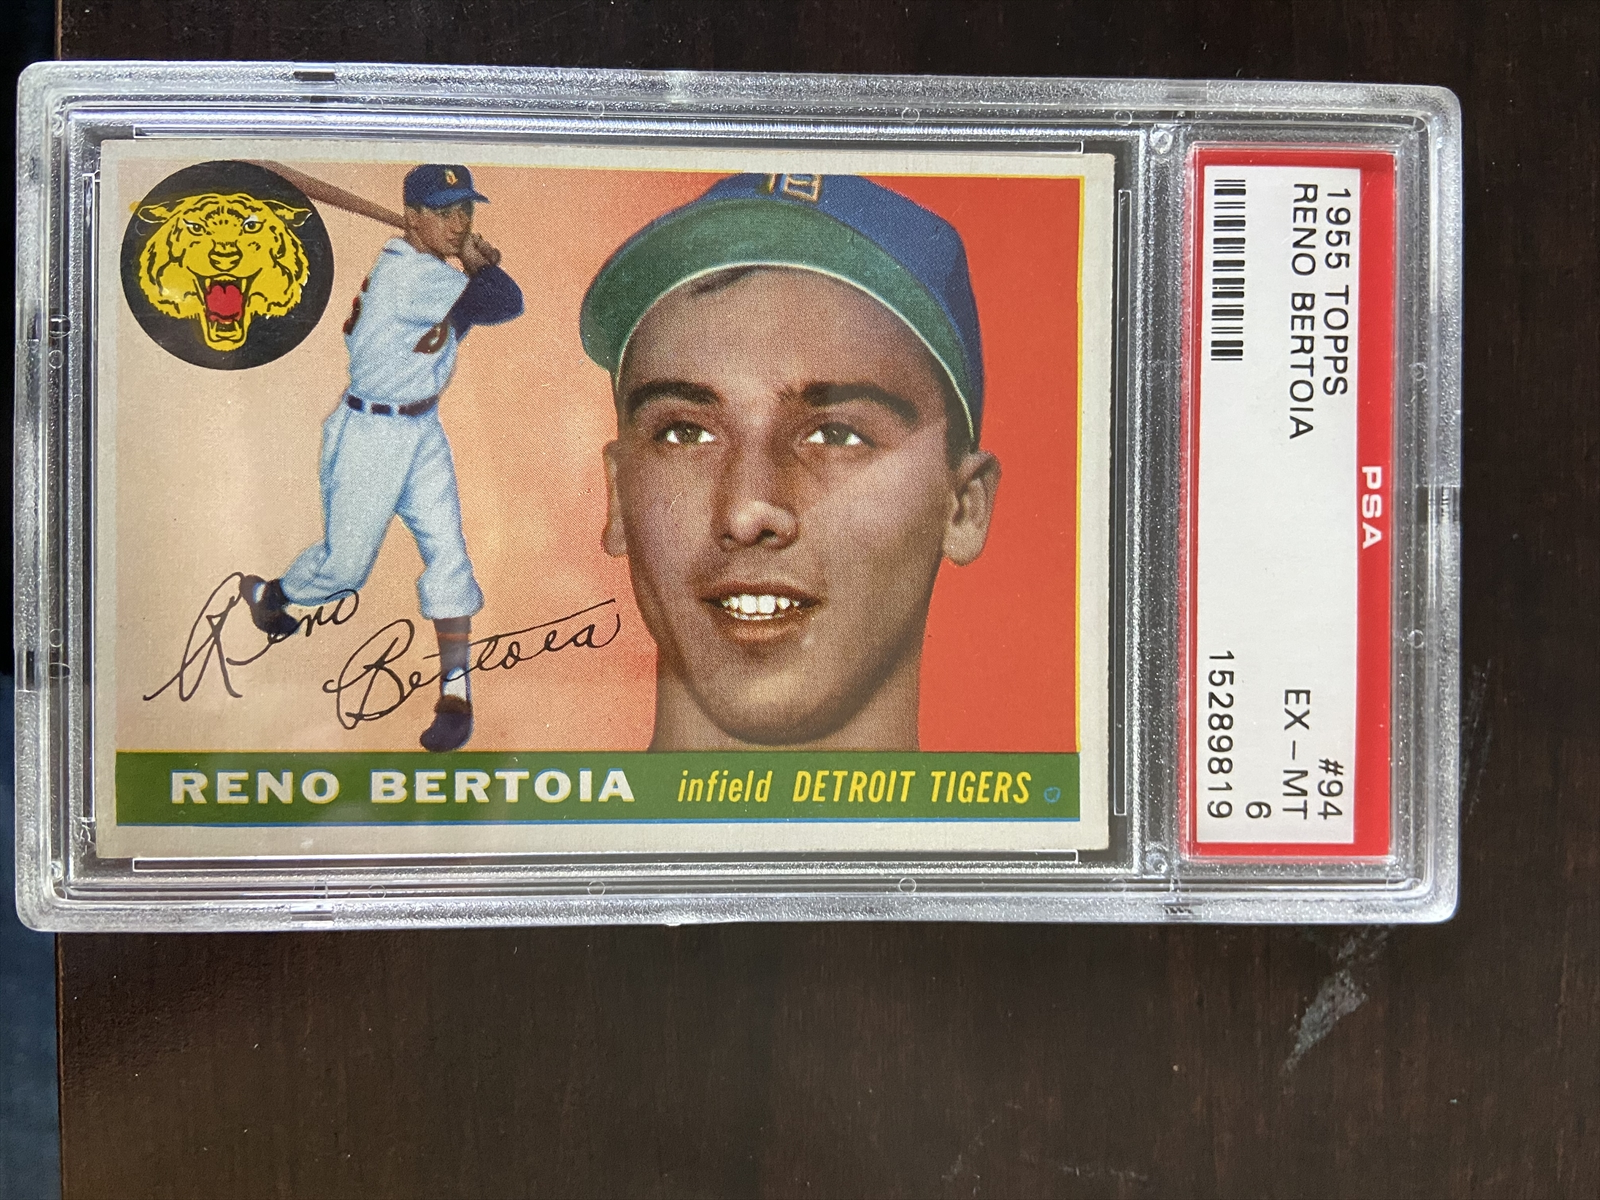 Reno
Bertoia
RENO BERTOIA infield DETROIT TIGERS
1955 TOPPS #94
RENO BERTOIA EX-MT
6
15289819
PSA